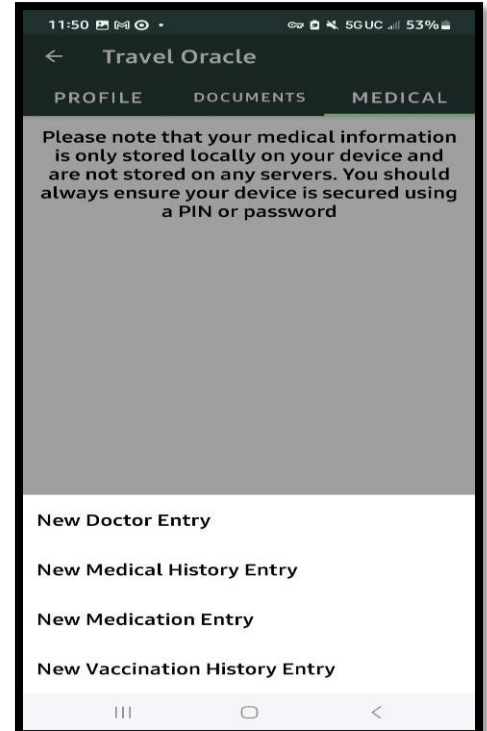 11:50 5G UC 53%
Travel Oracle
PROFILE DOCUMENTS MEDICAL
Please note that your medical information
is only stored locally on your device and
are not stored on any servers. You should
always ensure your device is secured using
a PIN or password
New Doctor Entry
New Medical History Entry
New Medication Entry
New Vaccination History Entry